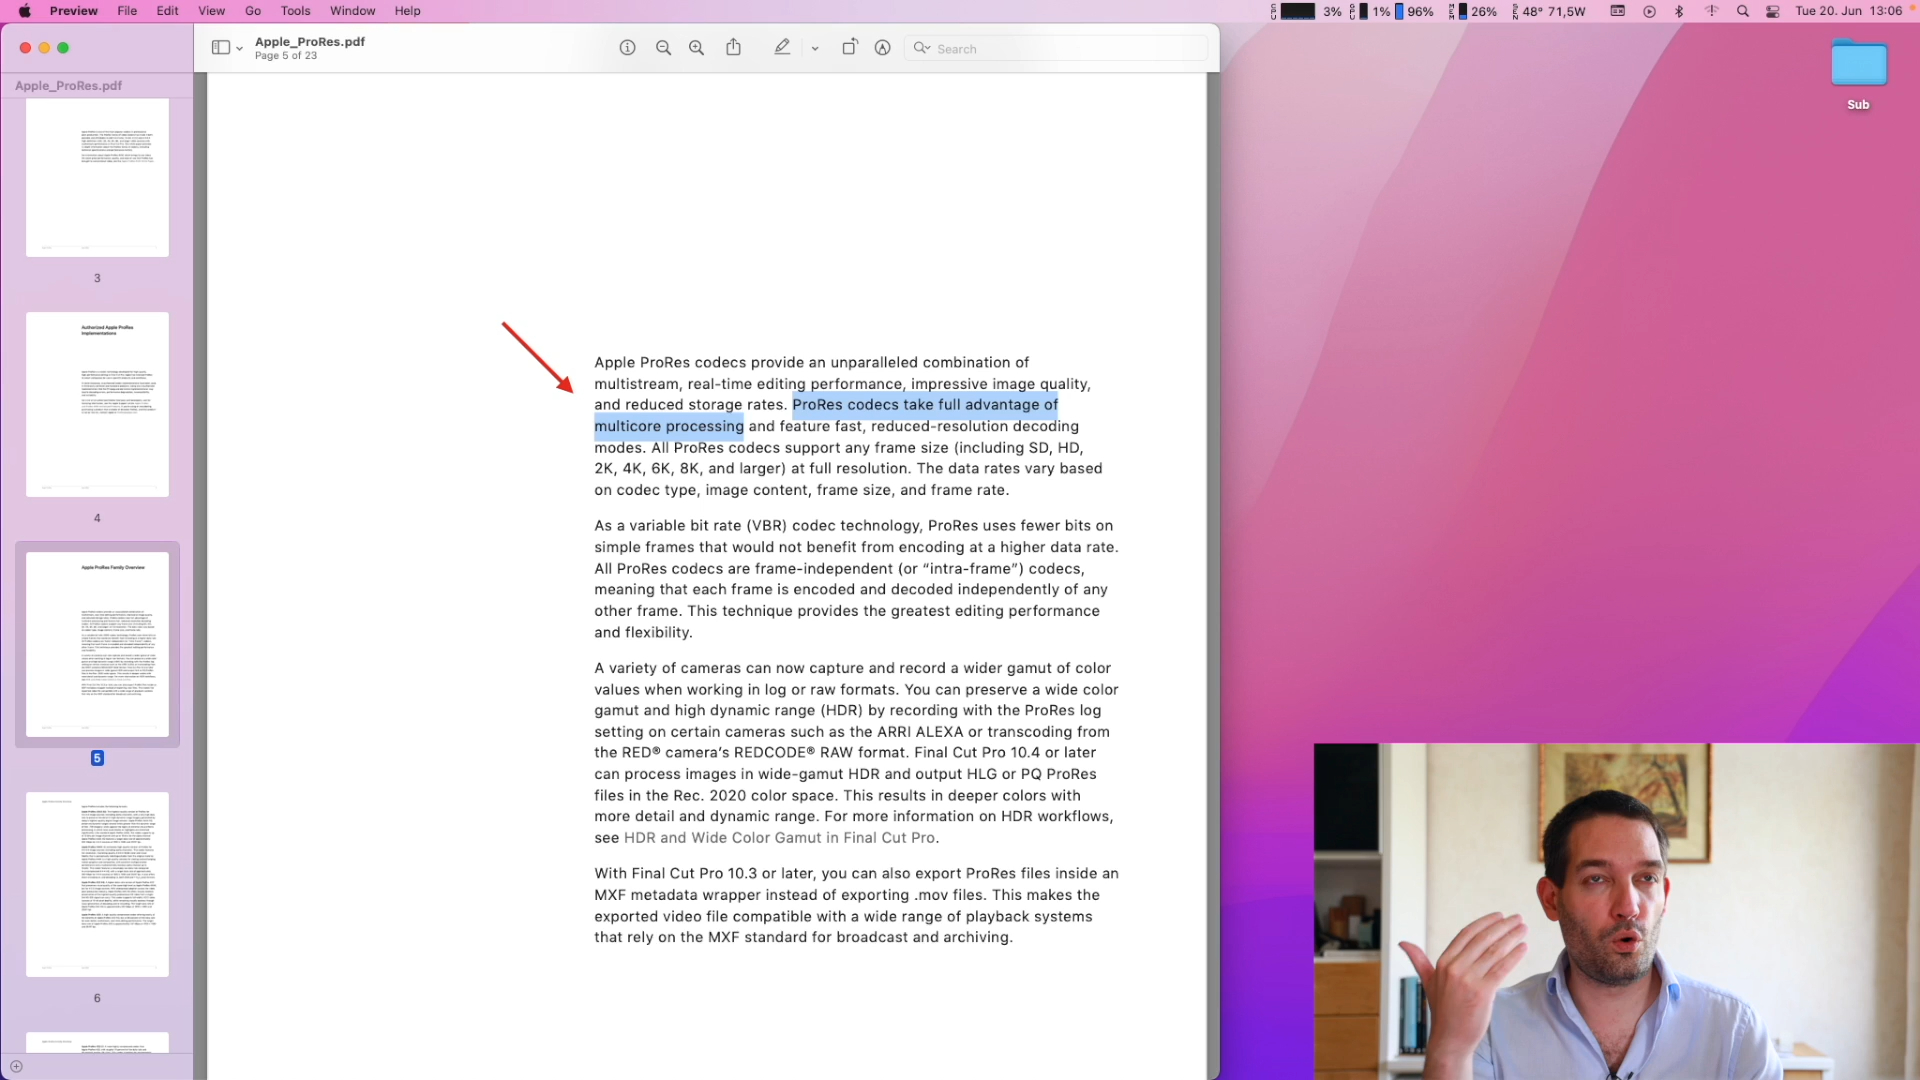 Preview File Edit View Go Tools Window Help
3% 1% 96% 26% 48° 71,5W Tue 20. Jun 13:06
Apple_ProRes.pdf
Page 5 of 23
Search
Apple_ProRes.pdf
Sub
3
Authorized Apple ProRes
Implementations
4
Apple ProRes Family Overview
5
6
Apple ProRes codecs provide an unparalleled combination of
multistream, real-time editing performance, impressive image quality,
and reduced storage rates. ProRes codecs take full advantage of
multicore processing and feature fast, reduced-resolution decoding
modes. All ProRes codecs support any frame size (including SD, HD,
2K, 4K, 6K, 8K, and larger) at full resolution. The data rates vary based
on codec type, image content, frame size, and frame rate.
As a variable bit rate (VBR) codec technology, ProRes uses fewer bits on
simple frames that would not benefit from encoding at a higher data rate.
All ProRes codecs are frame-independent (or “intra-frame”) codecs,
meaning that each frame is encoded and decoded independently of any
other frame. This technique provides the greatest editing performance
and flexibility.
A variety of cameras can now capture and record a wider gamut of color
values when working in log or raw formats. You can preserve a wide color
gamut and high dynamic range (HDR) by recording with the ProRes log
setting on certain cameras such as the ARRI ALEXA or transcoding from
the RED® camera’s REDCODE® RAW format. Final Cut Pro 10.4 or later
can process images in wide-gamut HDR and output HLG or PQ ProRes
files in the Rec. 2020 color space. This results in deeper colors with
more detail and dynamic range. For more information on HDR workflows,
see HDR and Wide Color Gamut in Final Cut Pro.
With Final Cut Pro 10.3 or later, you can also export ProRes files inside an
MXF metadata wrapper instead of exporting .mov files. This makes the
exported video file compatible with a wide range of playback systems
that rely on the MXF standard for broadcast and archiving.